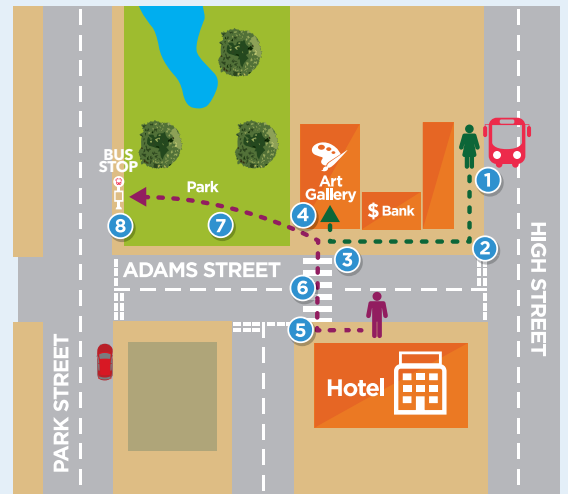 BUS
STOP
Park
Art
Gallery
$ Bank
1
2
3
4
5
6
7
8
ADAMS STREET
HIGH STREET
PARK STREET
Hotel